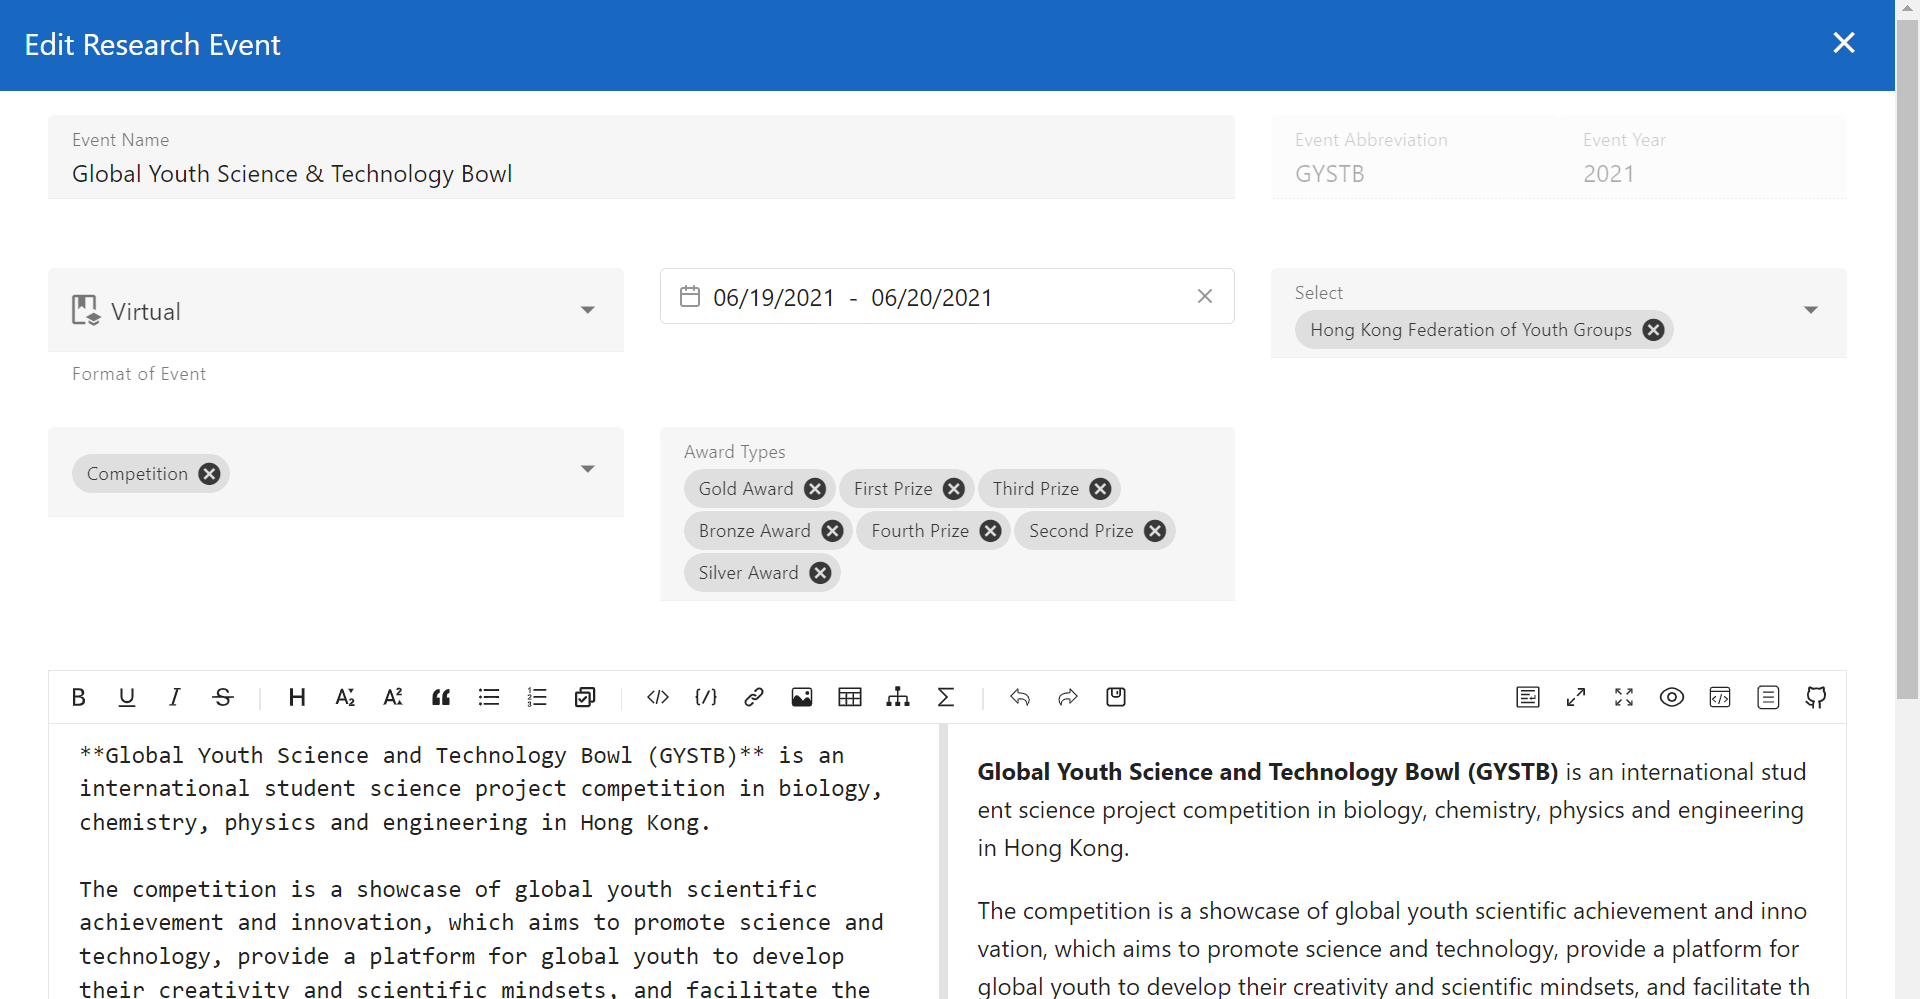 Edit Research Event
Event Name
Global Youth Science & Technology Bowl
Event Abbreviation
GYSTB
Event Year
2021
Virtual
Format of Event
06/19/2021 - 06/20/2021
Select
Hong Kong Federation of Youth Groups
Competition
Award Types
Gold Award First Prize Third Prize
Bronze Award Fourth Prize Second Prize
Silver Award
**Global Youth Science and Technology Bowl (GYSTB)** is an
international student science project competition in biology,
chemistry, physics and engineering in Hong Kong.
The competition is a showcase of global youth scientific
achievement and innovation, which aims to promote science and
technology, provide a platform for global youth to develop
their creativity and scientific mindsets, and facilitate the
Global Youth Science and Technology Bowl (GYSTB) is an international stud
ent science project competition in biology, chemistry, physics and engineering
in Hong Kong.
The competition is a showcase of global youth scientific achievement and inno
vation, which aims to promote science and technology, provide a platform for
global youth to develop their creativity and scientific mindsets, and facilitate th